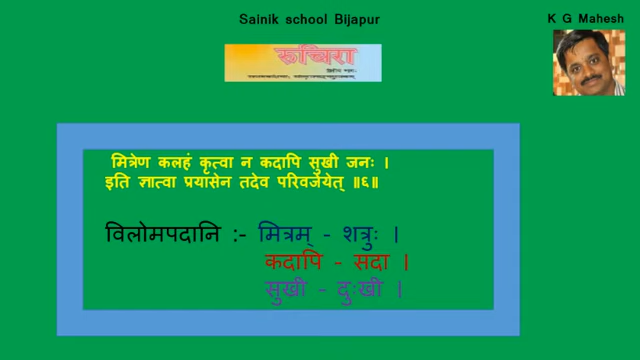 Sainik school Bijapur
K G Mahesh
रुचिरा
मित्रेण कलहं कृत्वा न कदापि सुखी जनः ।
इति ज्ञात्वा प्रयासेन तदेव परिवर्जयेत् ॥६॥
विलोमपदानि :- मित्रम् - शत्रुः ।
कदापि - सदा ।
सुखी - दुःखी ।